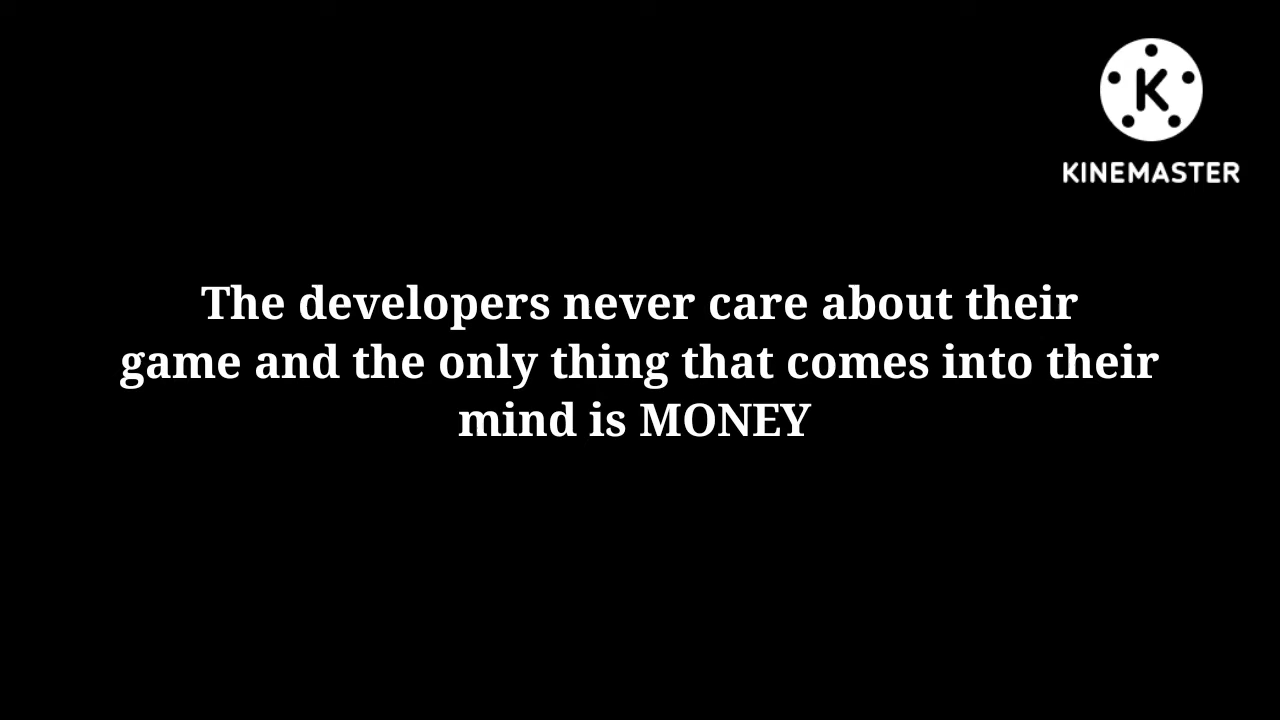 K
KINEMASTER
The developers never care about their
game and the only thing that comes into their
mind is MONEY